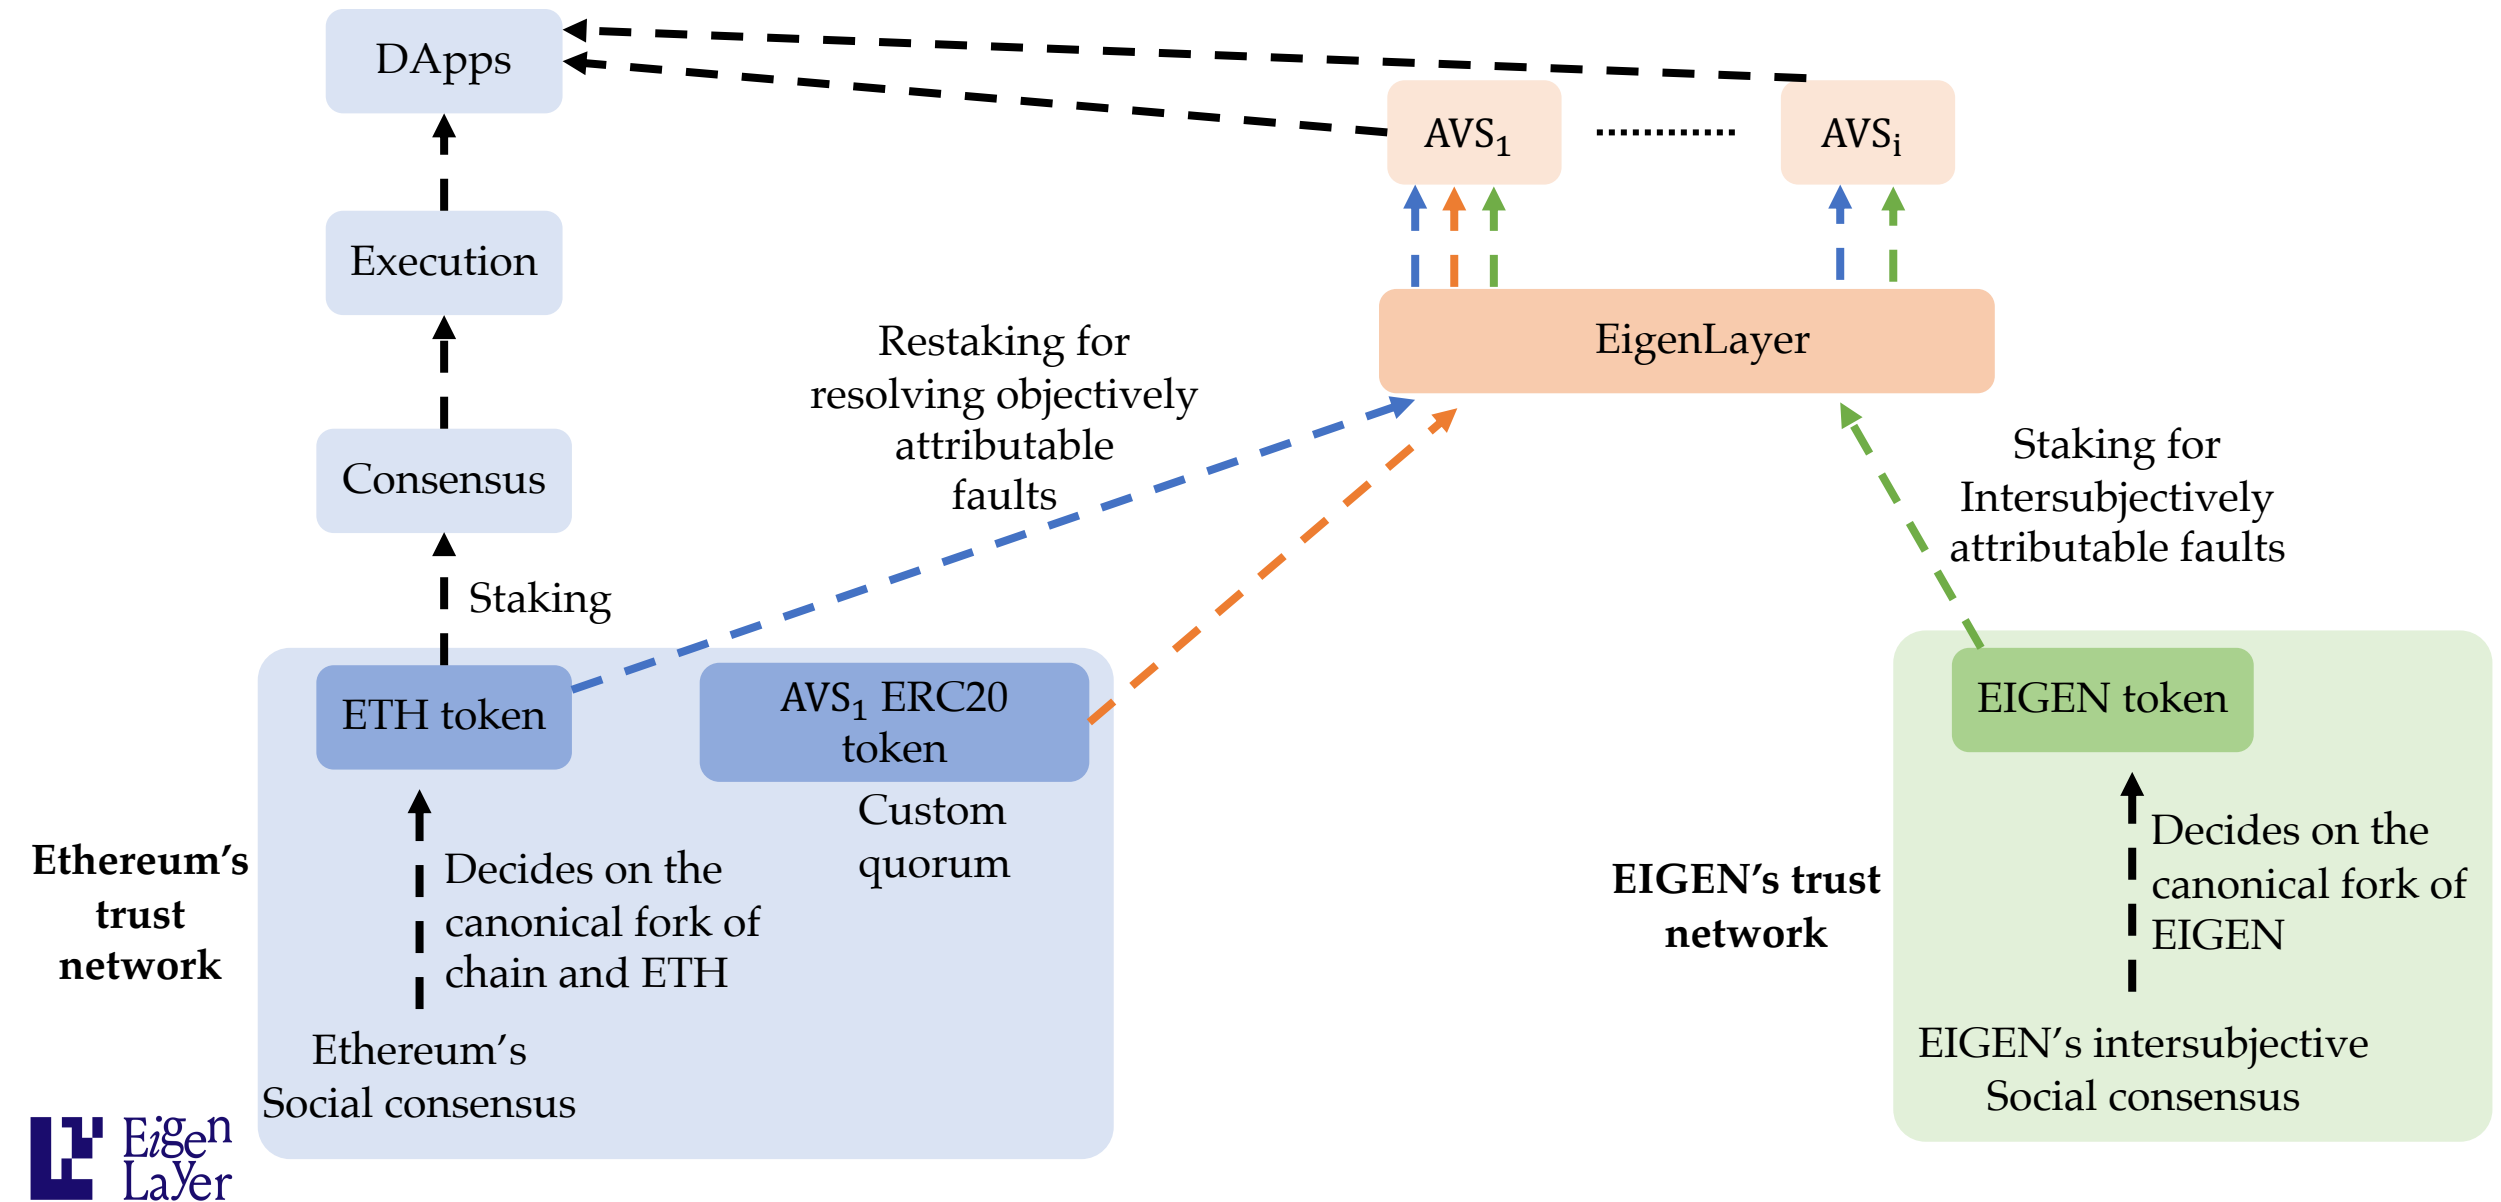 DApps
AVS₁
AVSᵢ
Execution
EigenLayer
Restaking for
resolving objectively
attributable
faults
Consensus
Staking for
Intersubjectively
attributable faults
Staking
ETH token
AVS₁ ERC20
token
EIGEN token
Custom
quorum
Ethereum’s
trust
network
Decides on the
canonical fork of
chain and ETH
EIGEN’s trust
network
Decides on the
canonical fork of
EIGEN
Ethereum’s
Social consensus
EIGEN’s intersubjective
Social consensus
Eigen
Layer